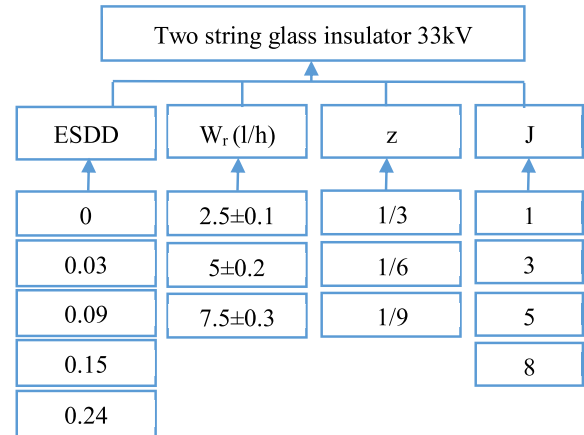 Two string glass insulator 33kV
ESDD Wᵣ (l/h) z J
0 2.5±0.1 1/3 1
0.03 5±0.2 1/6 3
0.09 7.5±0.3 1/9 5
0.15 8
0.24